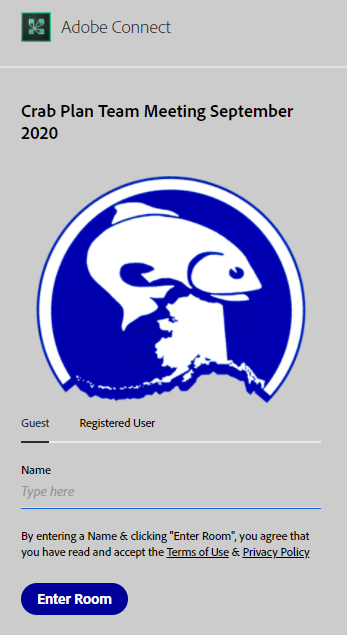 Adobe Connect
Crab Plan Team Meeting September
2020
Guest Registered User
Name
Type here
By entering a Name & clicking "Enter Room", you agree that
you have read and accept the Terms of Use & Privacy Policy
Enter Room